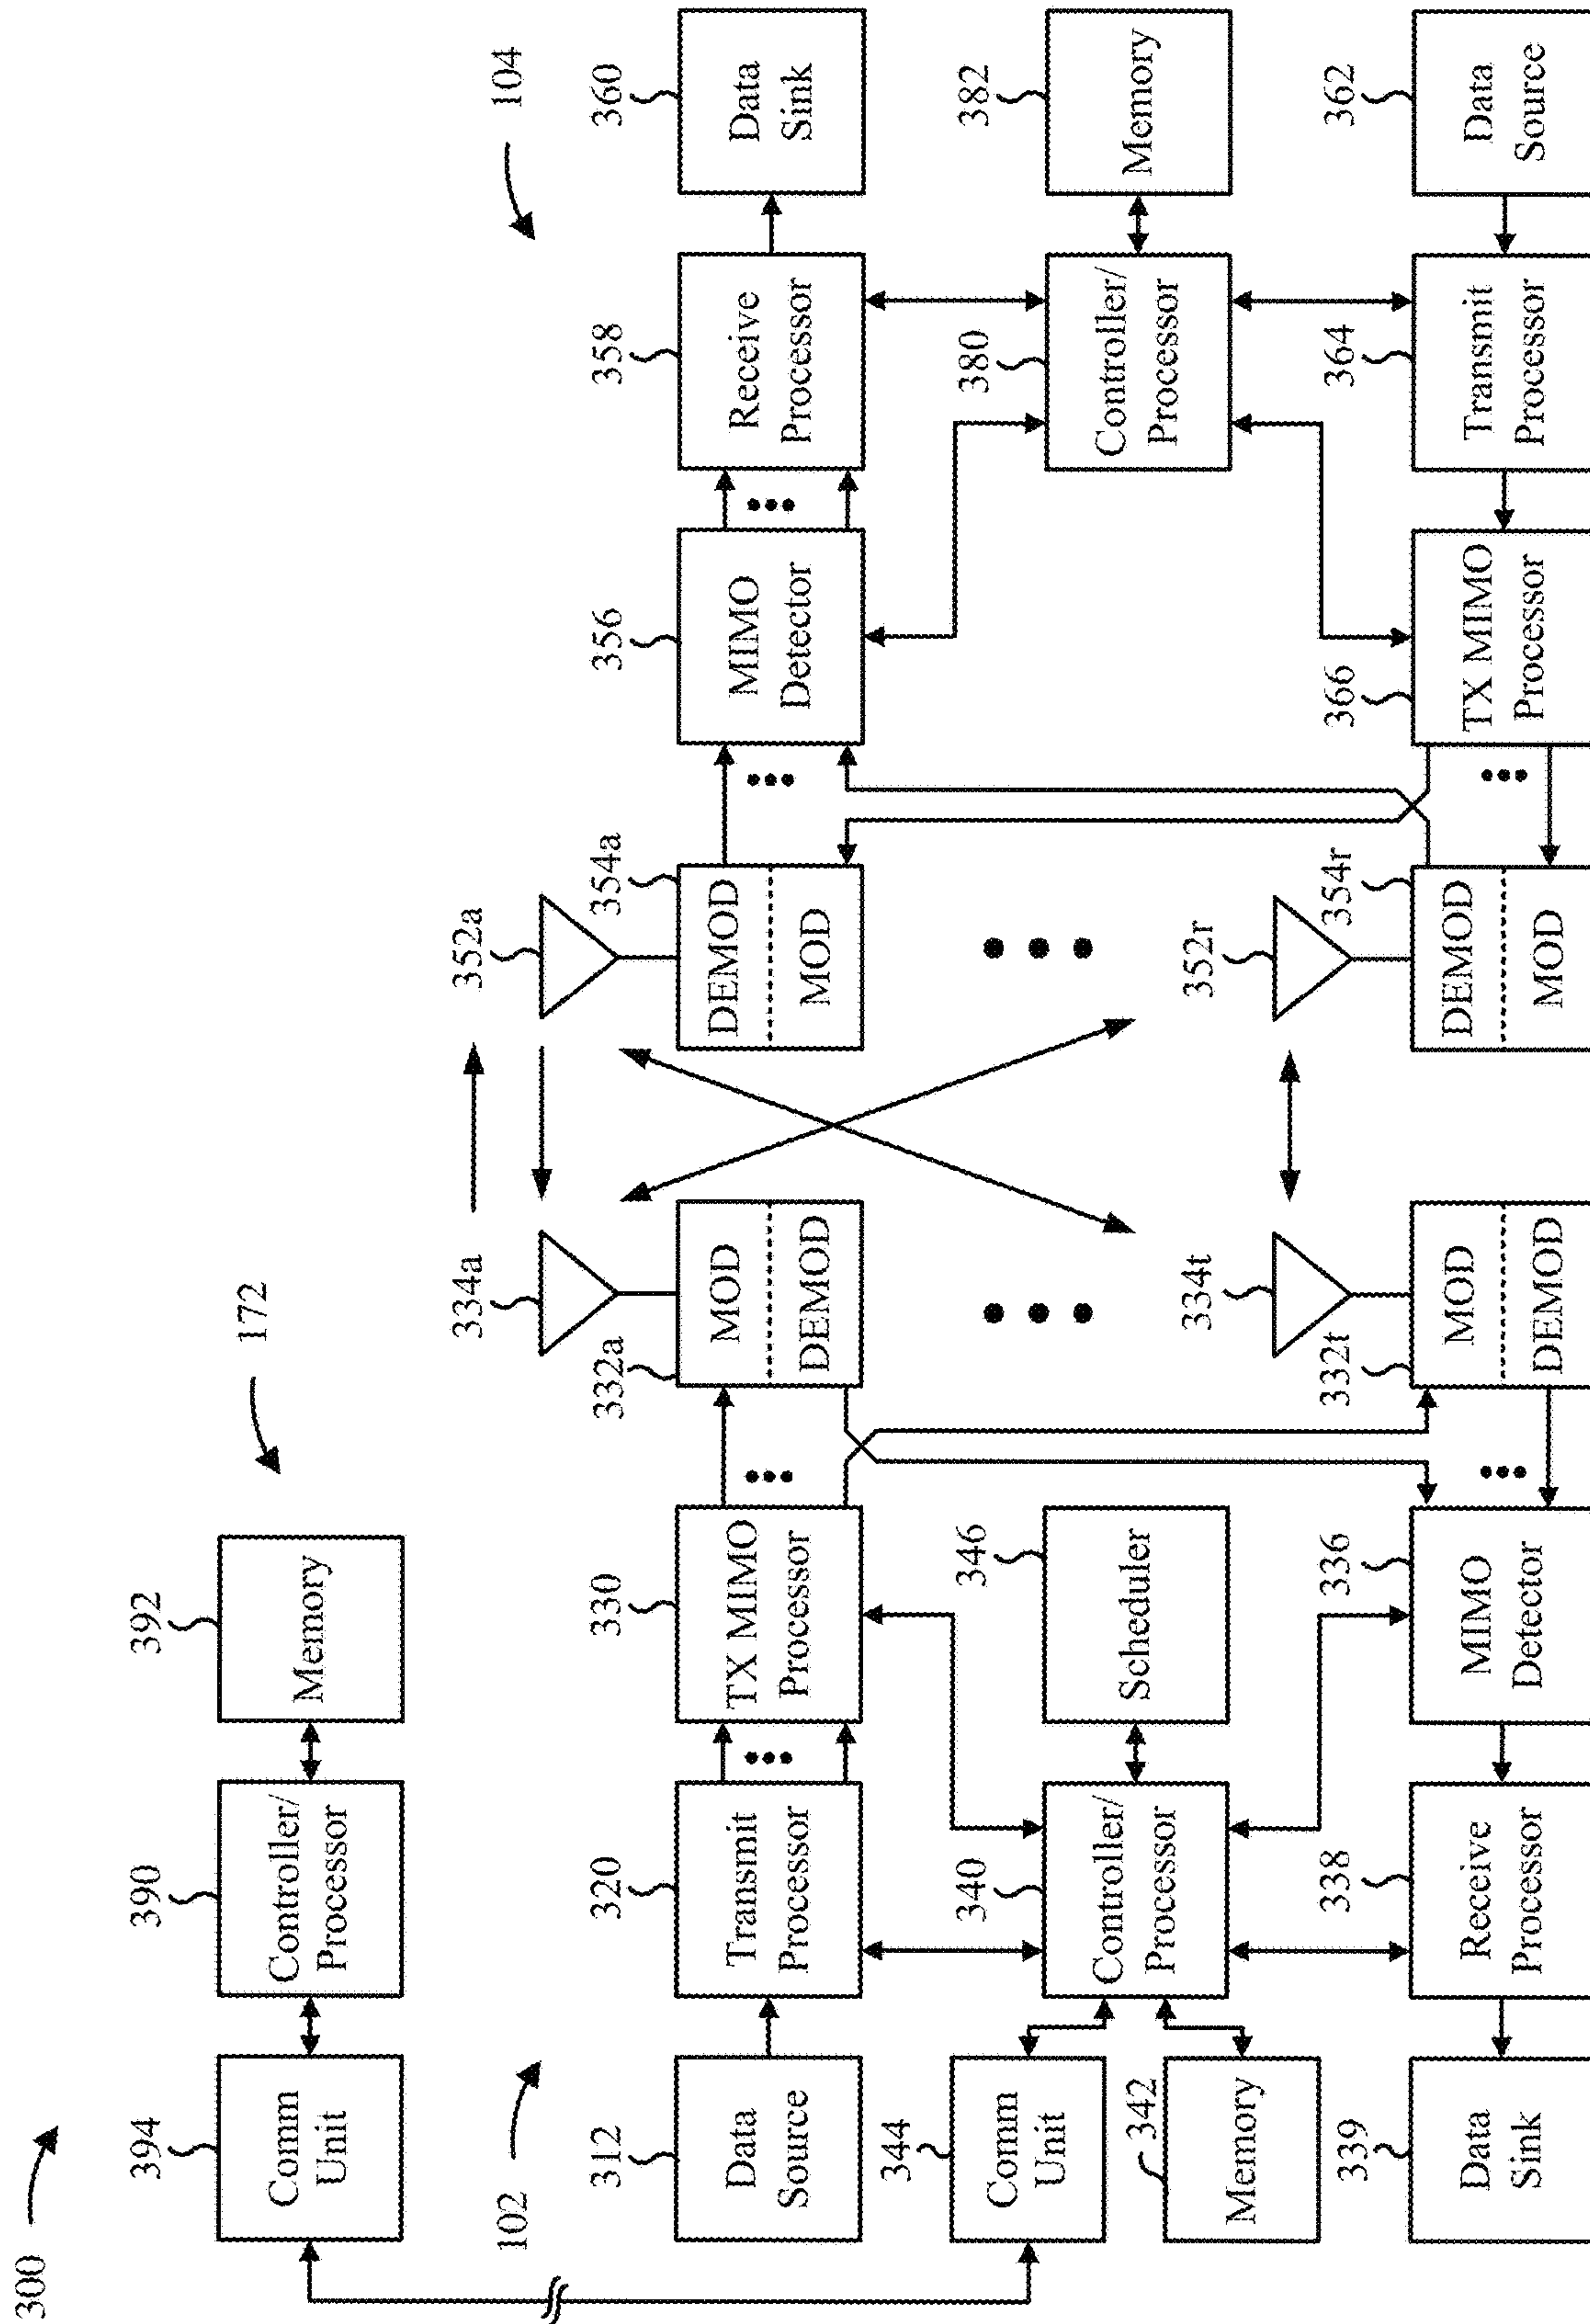 300
394
Comm
Unit
390
Controller/
Processor
392
Memory
172
102
104
312
Data
Source
320
Transmit
Processor
330
TX MIMO
Processor
332a
MOD
DEMOD
334a
352a
354a
DEMOD
MOD
356
MIMO
Detector
358
Receive
Processor
360
Data
Sink
344
Comm
Unit
342
Memory
340
Controller/
Processor
346
Scheduler
380
Controller/
Processor
382
Memory
339
Data
Sink
338
Receive
Processor
336
MIMO
Detector
332t
MOD
DEMOD
334t
352r
354r
DEMOD
MOD
366
TX MIMO
Processor
364
Transmit
Processor
362
Data
Source